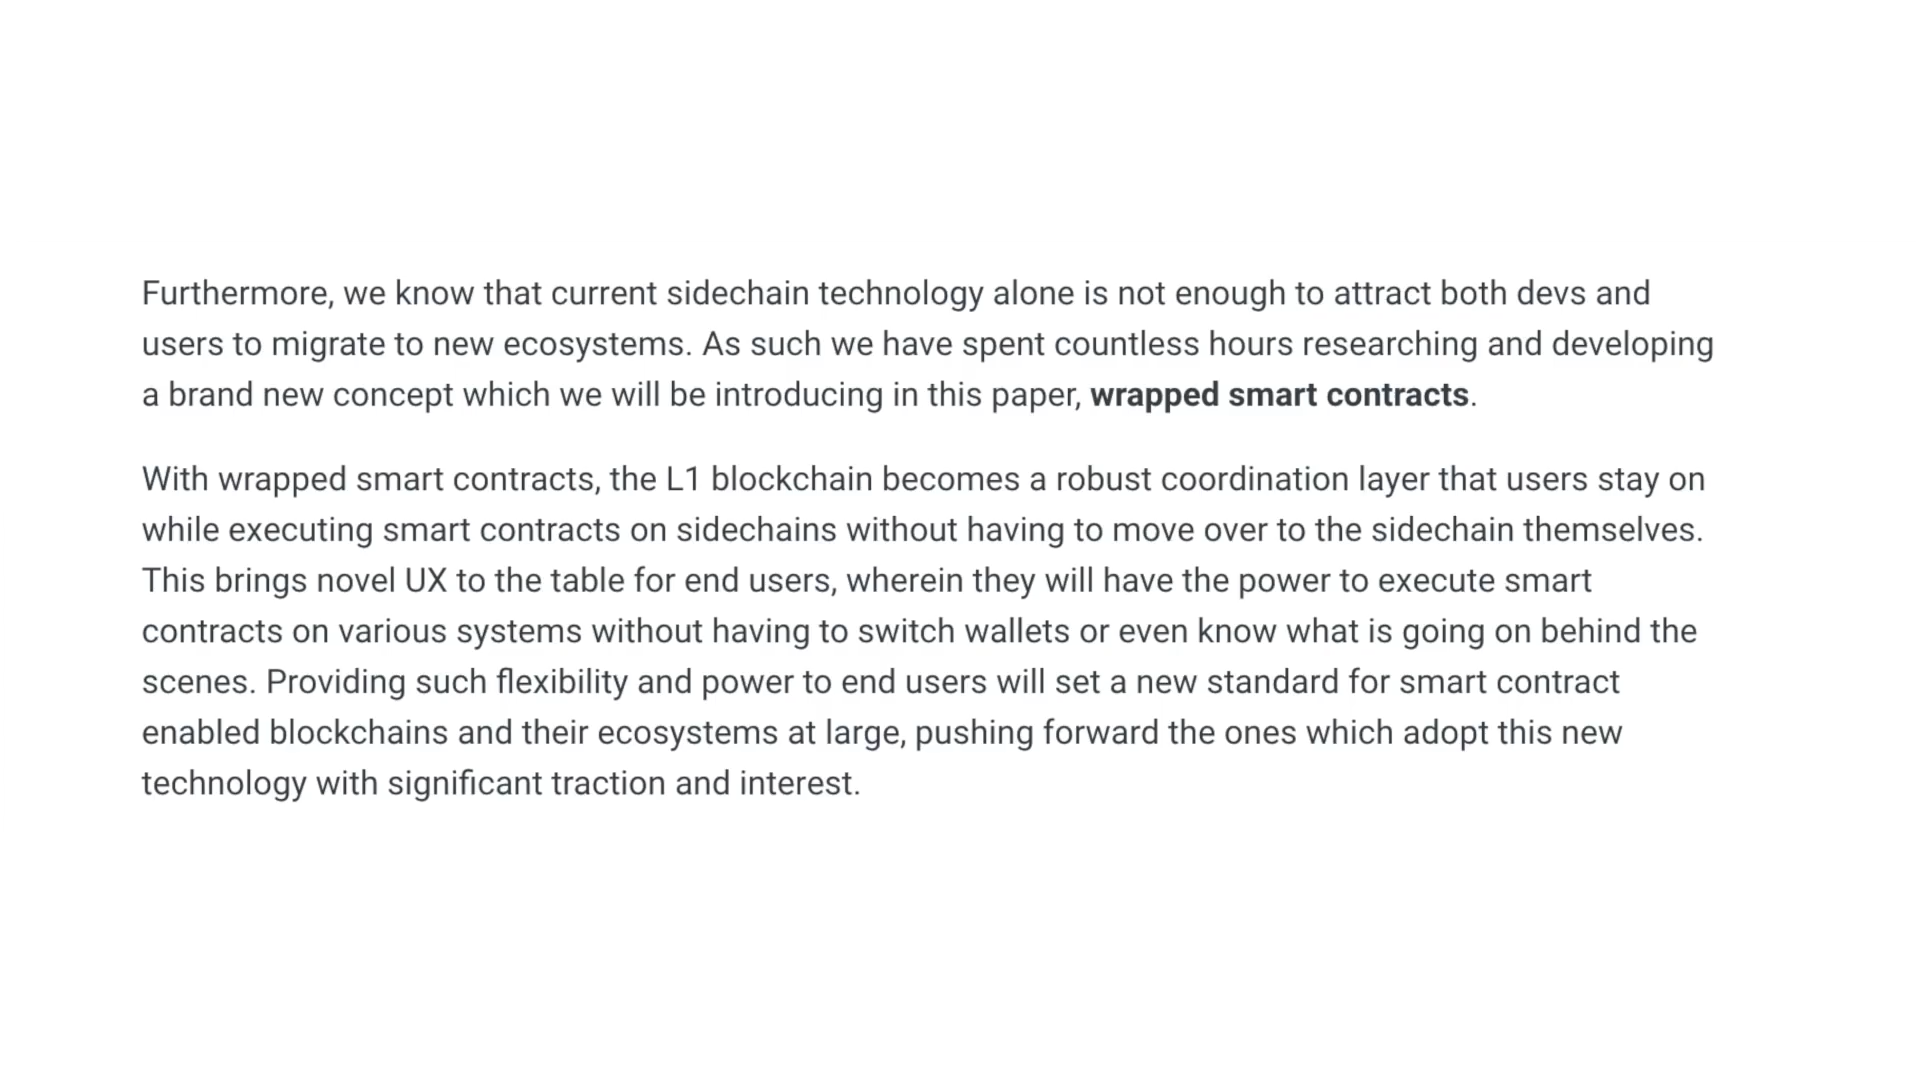 Furthermore, we know that current sidechain technology alone is not enough to attract both devs and
users to migrate to new ecosystems. As such we have spent countless hours researching and developing
a brand new concept which we will be introducing in this paper, wrapped smart contracts.
With wrapped smart contracts, the L1 blockchain becomes a robust coordination layer that users stay on
while executing smart contracts on sidechains without having to move over to the sidechain themselves.
This brings novel UX to the table for end users, wherein they will have the power to execute smart
contracts on various systems without having to switch wallets or even know what is going on behind the
scenes. Providing such flexibility and power to end users will set a new standard for smart contract
enabled blockchains and their ecosystems at large, pushing forward the ones which adopt this new
technology with significant traction and interest.